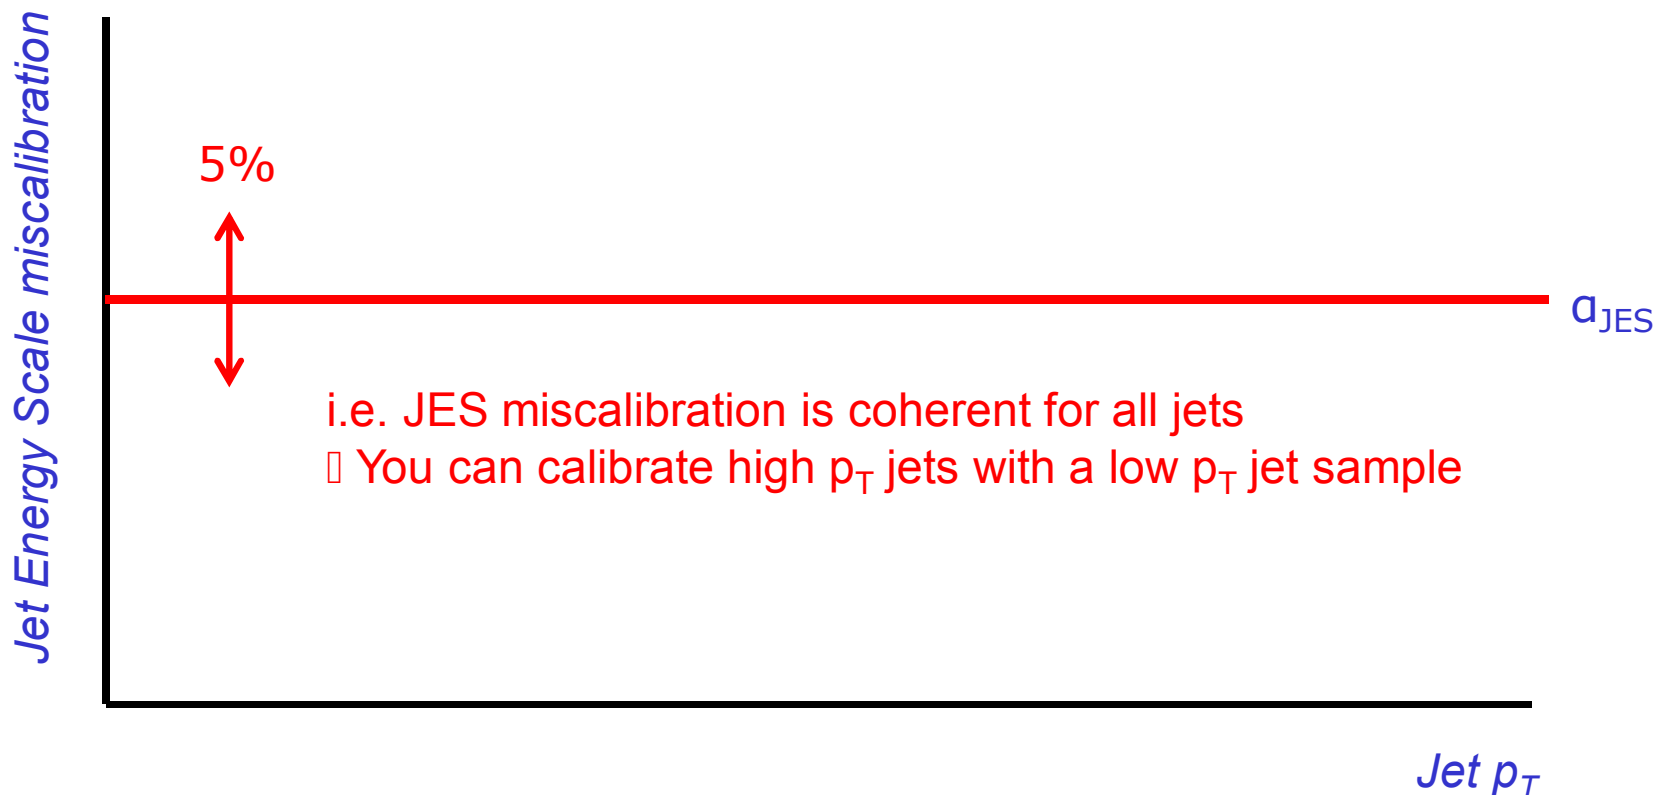 Jet Energy Scale miscalibration
5%
αJES
i.e. JES miscalibration is coherent for all jets
▯ You can calibrate high pT jets with a low pT jet sample
Jet pT